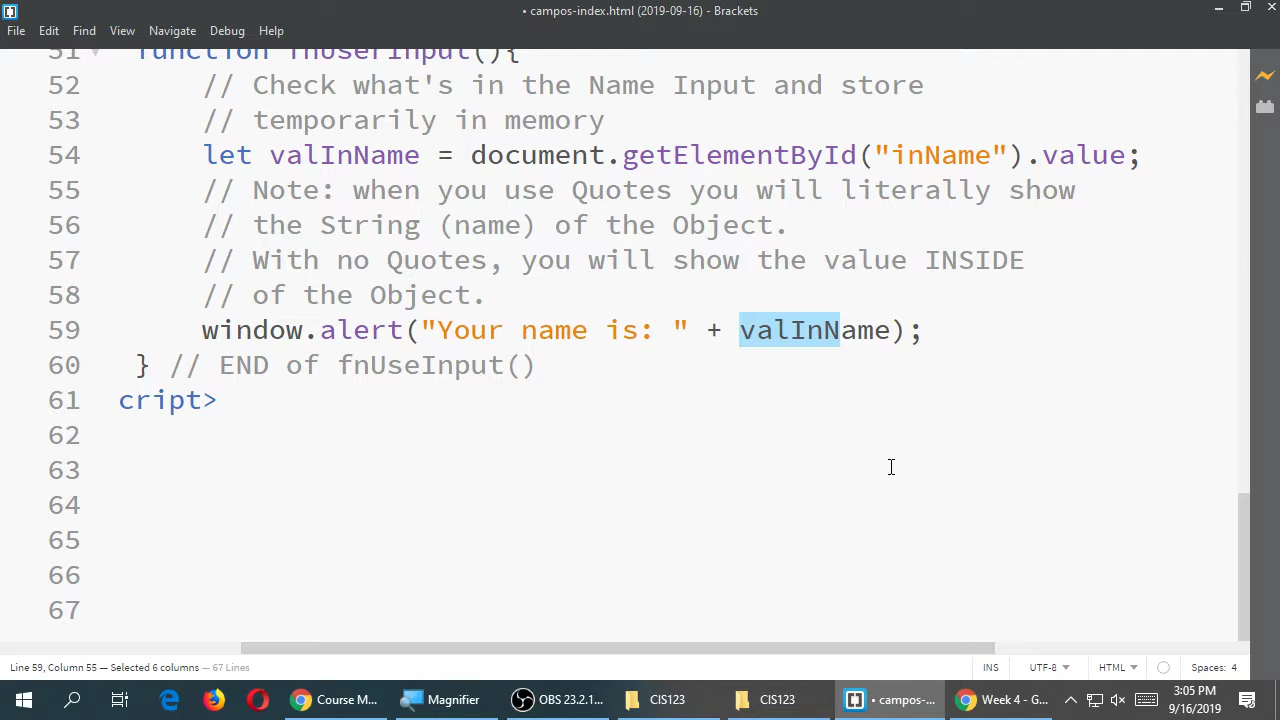 • campos-index.html (2019-09-16) - Brackets
File Edit Find View Navigate Debug Help
51 function fnUserInput(){
52 // Check what's in the Name Input and store
53 // temporarily in memory
54 let valInName = document.getElementById("inName").value;
55 // Note: when you use Quotes you will literally show
56 // the String (name) of the Object.
57 // With no Quotes, you will show the value INSIDE
58 // of the Object.
59 window.alert("Your name is: " + valInName);
60 } // END of fnUseInput()
61 cript>
62
63
64
65
66
67
Line 59, Column 55 — Selected 6 columns — 67 Lines INS UTF-8 HTML Spaces: 4
Course M... Magnifier OBS 23.2.1... CIS123 CIS123 • campos-... Week 4 - G... 3:05 PM
9/16/2019